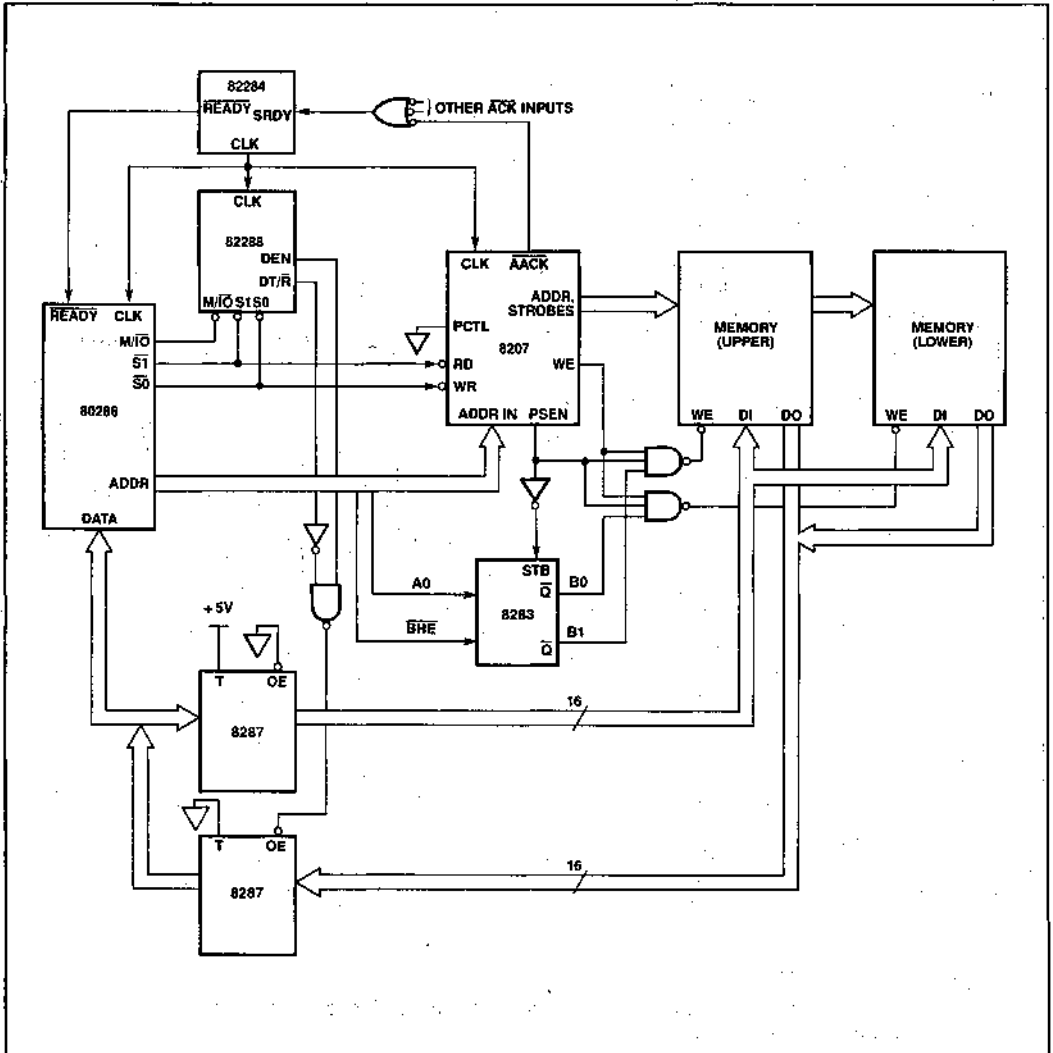 82284
READY SRDY
CLK
} OTHER ACK INPUTS
CLK
82288
DEN
DT/R
M/IO S1 S0
CLK AACK
ADDR, STROBES
PCTL
8207
RD
WE
WR
ADDR IN PSEN
MEMORY (UPPER)
WE DI DO
MEMORY (LOWER)
WE DI DO
READY CLK
M/IO
S1
S0
80286
ADDR
DATA
A0
BHE
STB
8283
Q
Q
B0
B1
+5V
T OE
8287
16
T OE
8287
16